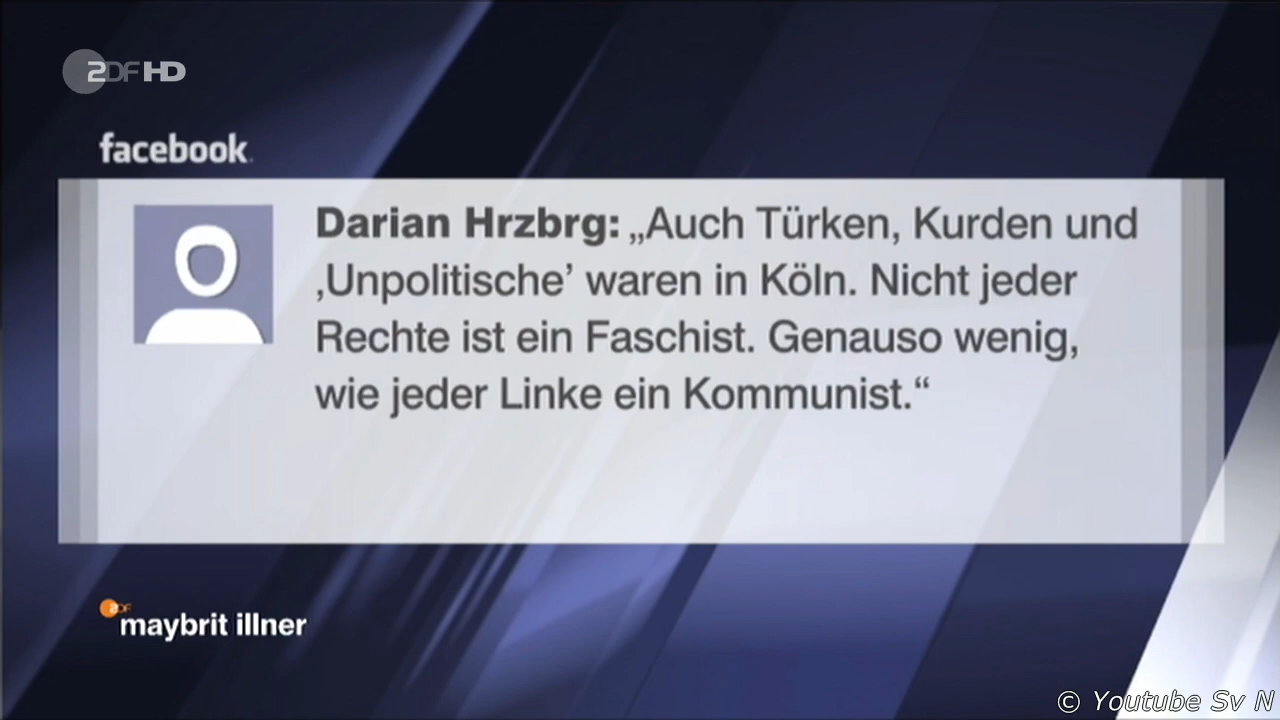 ZDF HD
facebook.
Darian Hrzbrg: „Auch Türken, Kurden und
‚Unpolitische’ waren in Köln. Nicht jeder
Rechte ist ein Faschist. Genauso wenig,
wie jeder Linke ein Kommunist.“
ZDF
maybrit illner
© Youtube Sv N